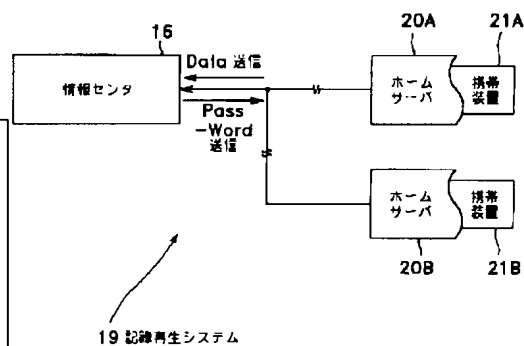 16
情報センタ
Data 送信
Pass
-Word
送信
20A
21A
ホーム
サーバ
携帯
装置
ホーム
サーバ
携帯
装置
20B
21B
19 記録再生システム